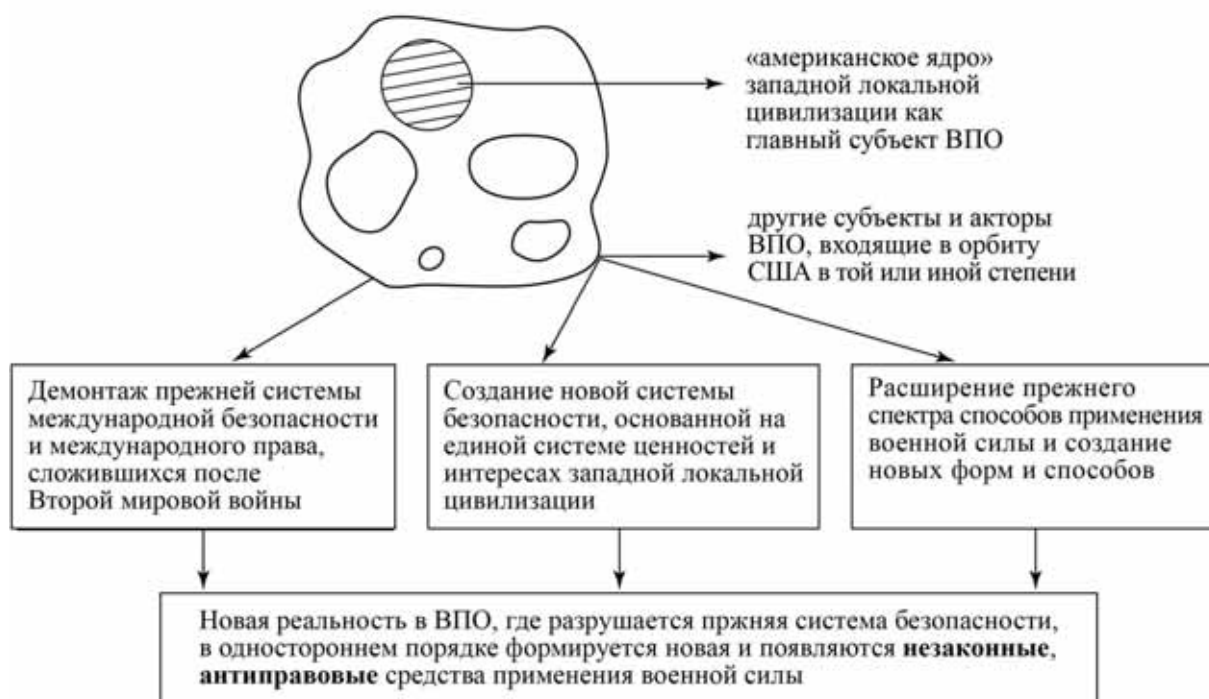 «американское ядро»
западной локальной
цивилизации как
главный субъект ВПО
другие субъекты и акторы
ВПО, входящие в орбиту
США в той или иной степени
Демонтаж прежней системы
международной безопасности
и международного права,
сложившихся после
Второй мировой войны
Создание новой системы
безопасности, основанной на
единой системе ценностей и
интересах западной локальной
цивилизации
Расширение прежнего
спектра способов применения
военной силы и создание
новых форм и способов
Новая реальность в ВПО, где разрушается пржняя система безопасности,
в одностороннем порядке формируется новая и появляются незаконные,
антиправовые средства применения военной силы